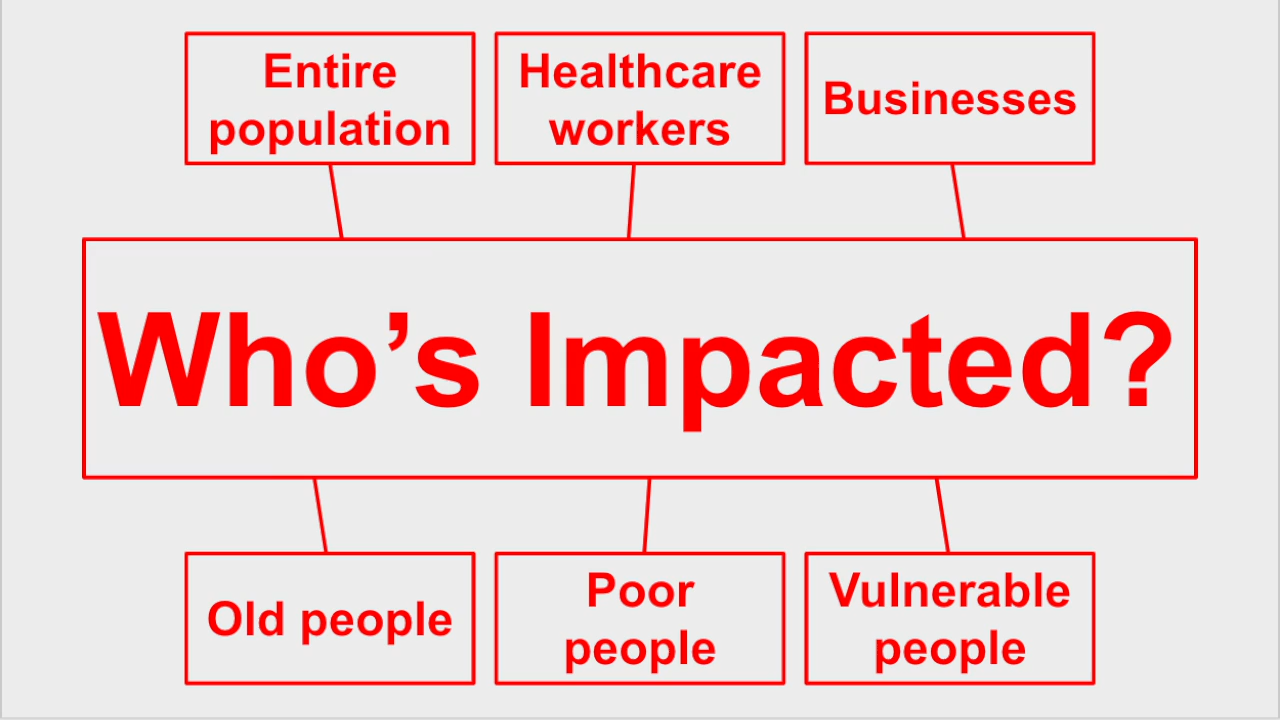 Entire
population
Healthcare
workers
Businesses
Who’s Impacted?
Old people
Poor
people
Vulnerable
people